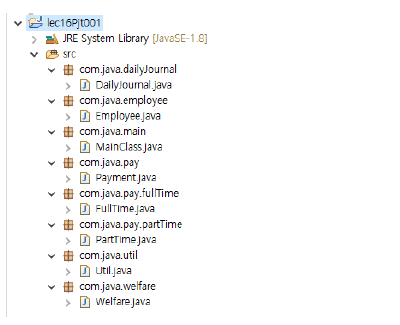 lec16Pjt001
JRE System Library [JavaSE-1.8]
src
com.java.dailyJournal
DailyJournal.java
com.java.employee
Employee.java
com.java.main
MainClass.java
com.java.pay
Payment.java
com.java.pay.fullTime
FullTime.java
com.java.pay.partTime
PartTime.java
com.java.util
Util.java
com.java.welfare
Welfare.java